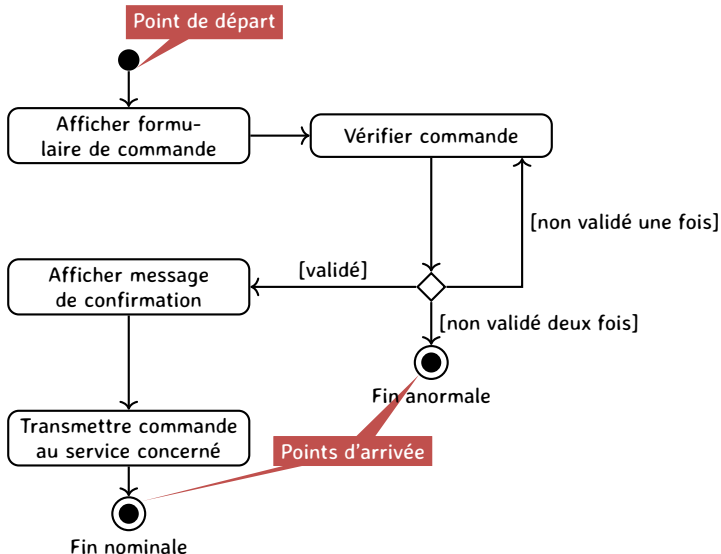 Point de départ
Afficher formu-
laire de commande
Vérifier commande
[non validé une fois]
[validé]
Afficher message
de confirmation
[non validé deux fois]
Fin anormale
Transmettre commande
au service concerné
Points d'arrivée
Fin nominale